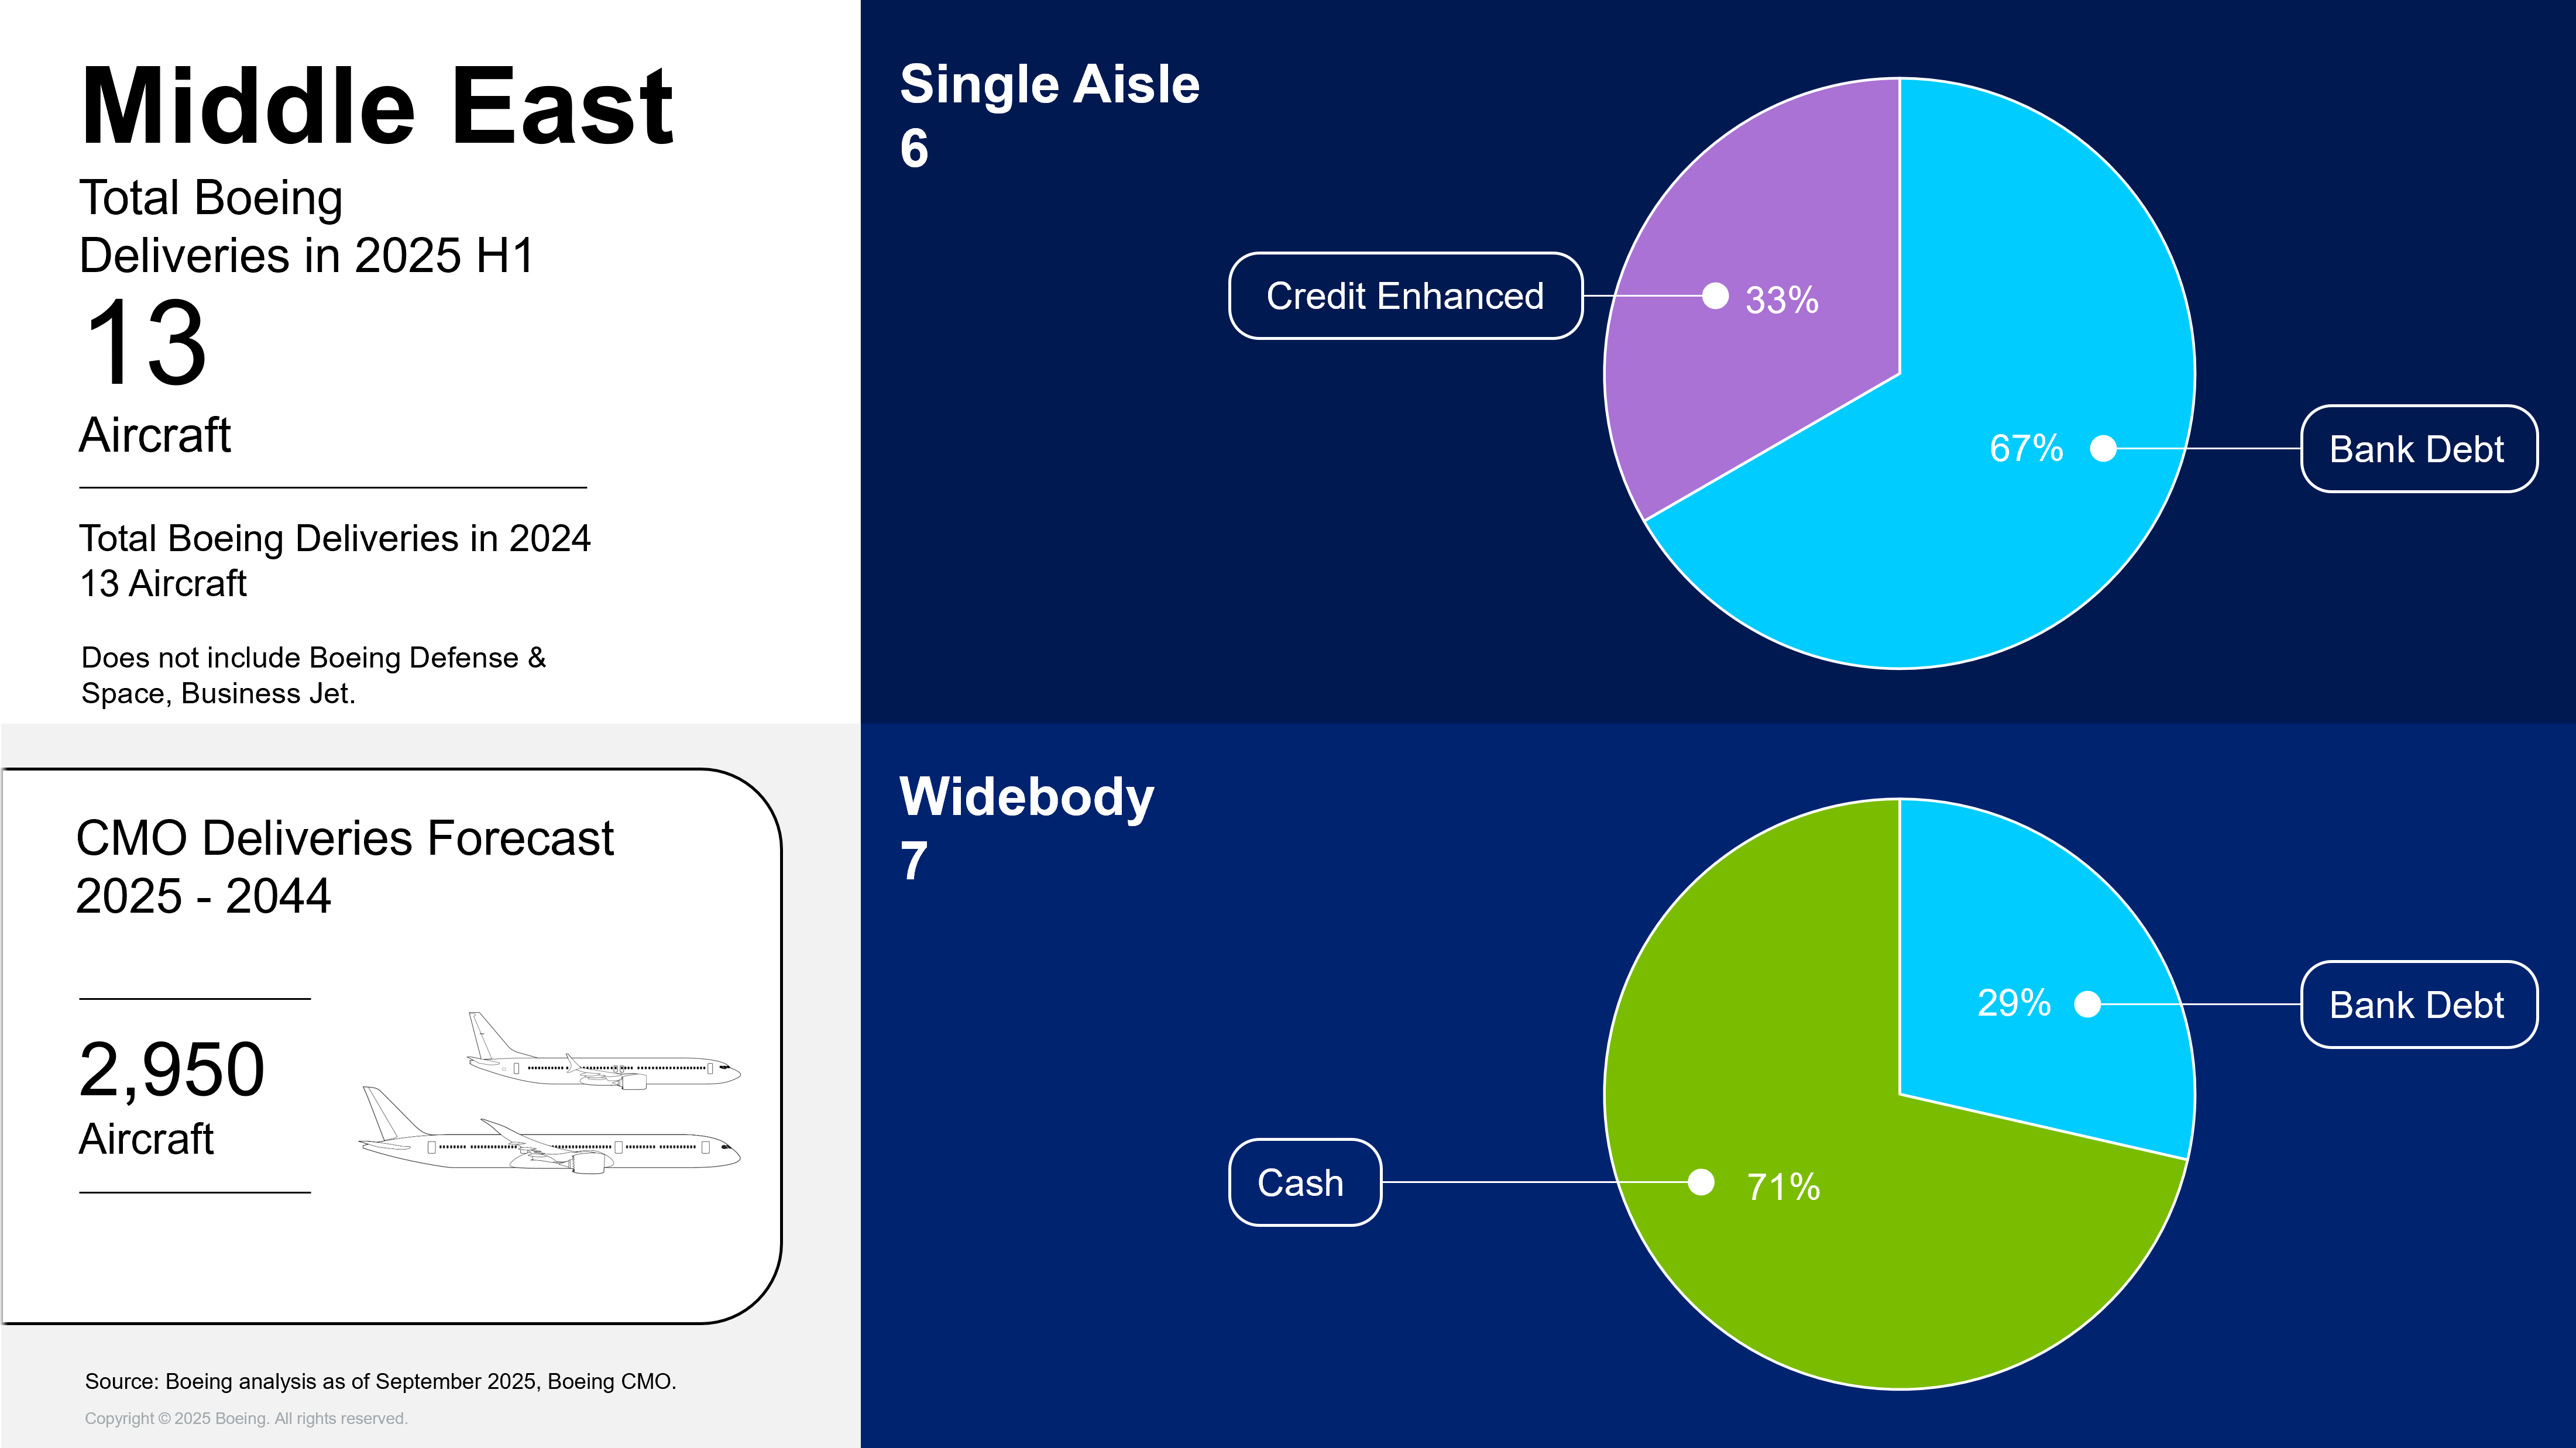 Middle East
Total Boeing
Deliveries in 2025 H1
13
Aircraft
Total Boeing Deliveries in 2024
13 Aircraft
Does not include Boeing Defense &
Space, Business Jet.
CMO Deliveries Forecast
2025 - 2044
2,950
Aircraft
Source: Boeing analysis as of September 2025, Boeing CMO.
Copyright © 2025 Boeing. All rights reserved.
Single Aisle
6
Credit Enhanced
33%
67%
Bank Debt
Widebody
7
29%
Bank Debt
Cash
71%